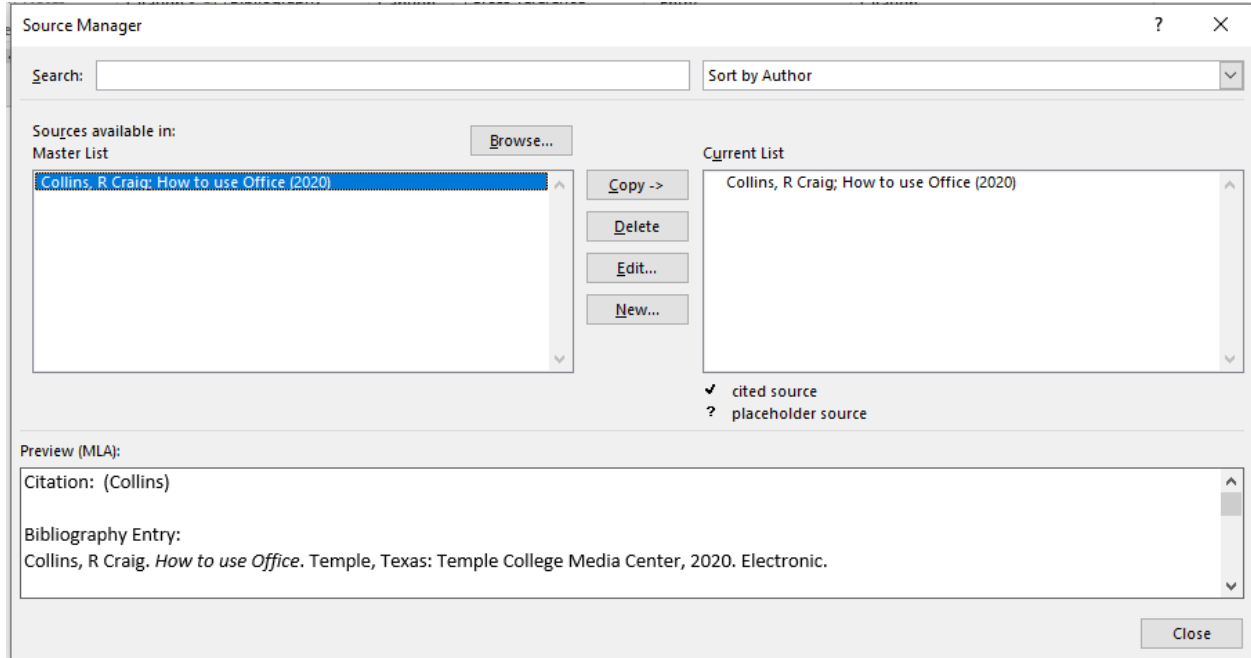 Source Manager
?
Search:
Sort by Author
Sources available in:
Master List
Browse...
Current List
Collins, R Craig; How to use Office (2020)
Copy ->
Collins, R Craig; How to use Office (2020)
Delete
Edit...
New...
cited source
? placeholder source
Preview (MLA):
Citation: (Collins)
Bibliography Entry:
Collins, R Craig. How to use Office. Temple, Texas: Temple College Media Center, 2020. Electronic.
Close